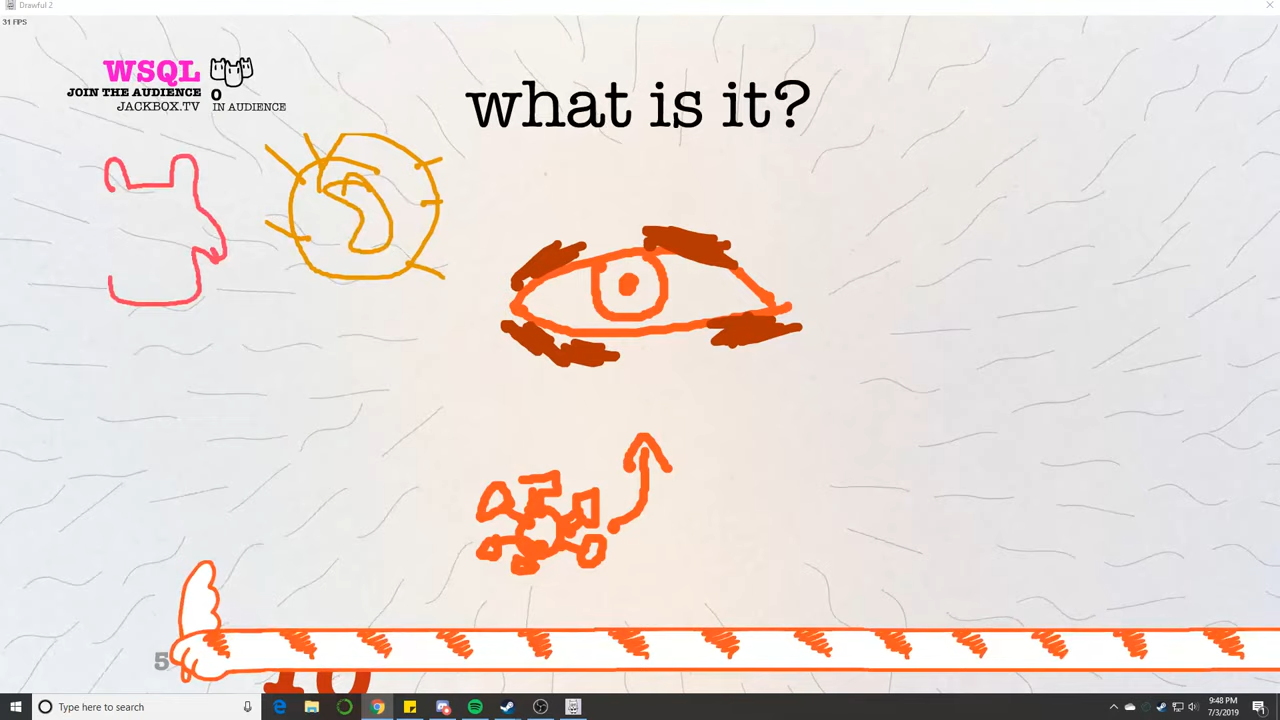 Drawful 2
31 FPS
WSQL
JOIN THE AUDIENCE
JACKBOX.TV
0
IN AUDIENCE
what is it?
5
10
Type here to search
9:48 PM
7/3/2019